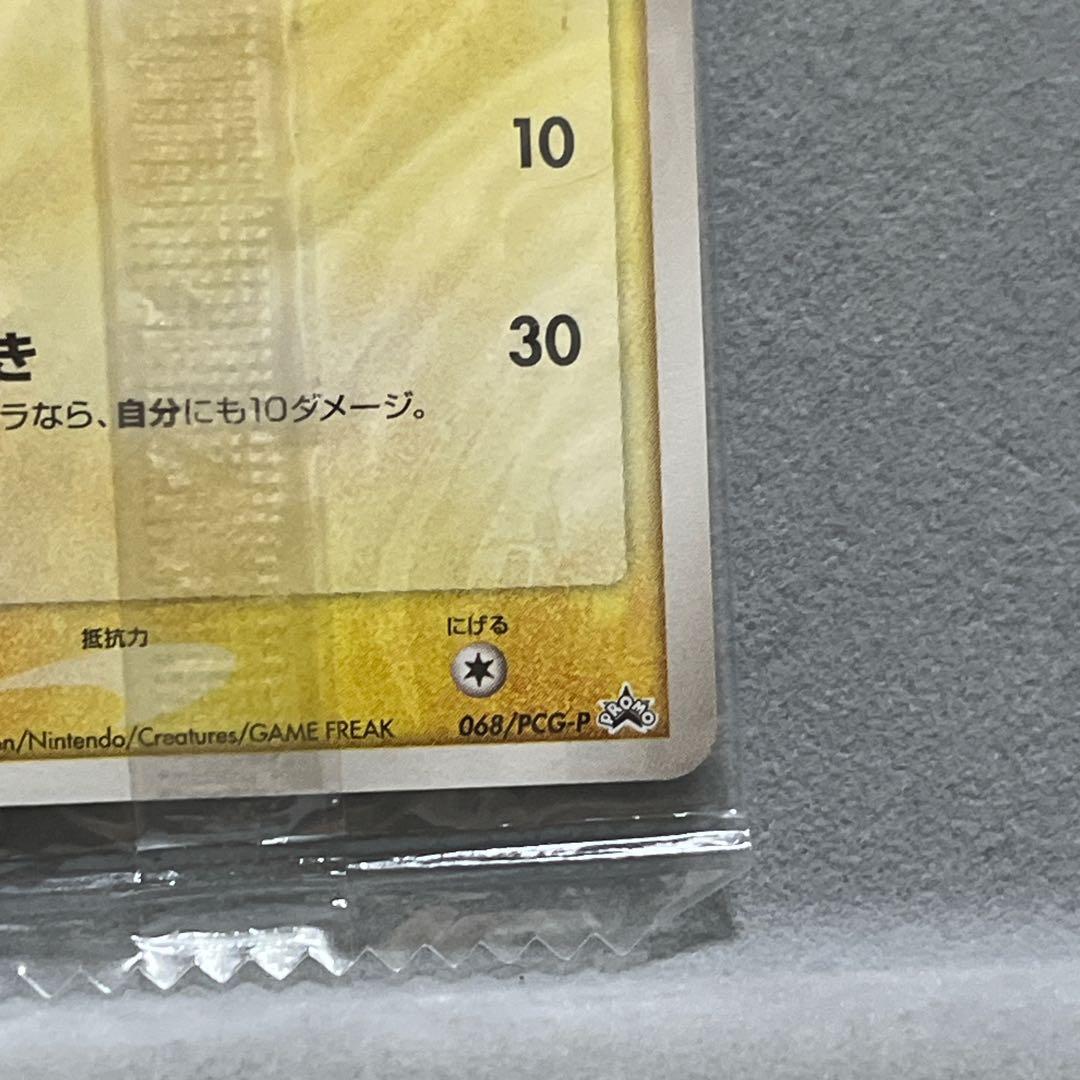 10
き 30
ラなら、自分にも10ダメージ。
抵抗力 にげる
on/Nintendo/Creatures/GAME FREAK 068/PCG-P PROMO